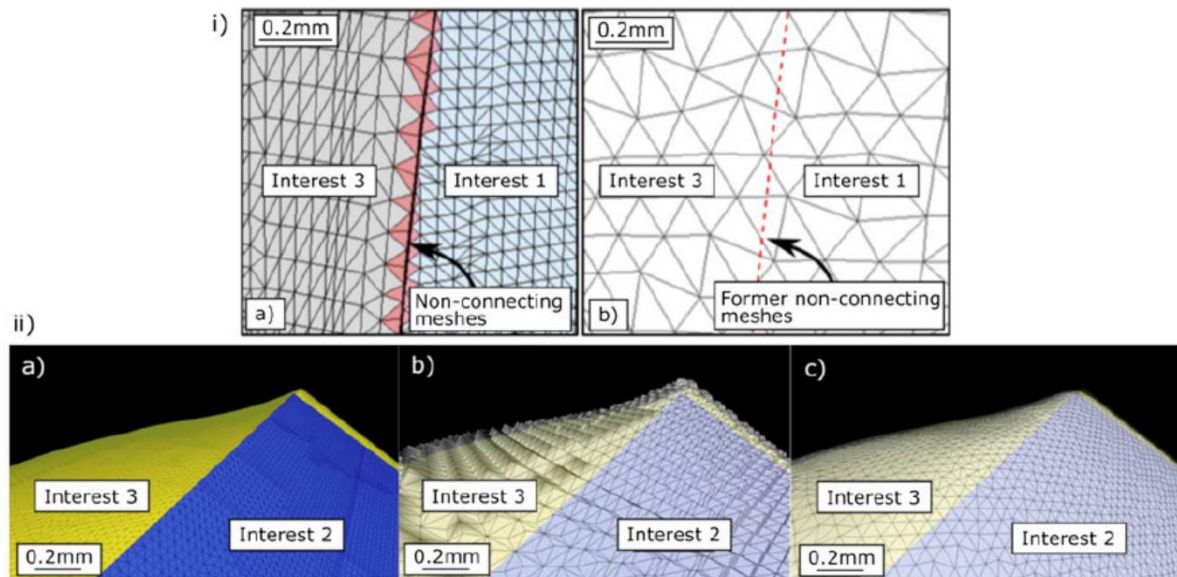 i)
0.2mm
Interest 3
Interest 1
Non-connecting
meshes
a)
0.2mm
Interest 3
Interest 1
Former non-connecting
meshes
b)
ii)
a)
Interest 3
Interest 2
0.2mm
b)
Interest 3
Interest 2
0.2mm
c)
Interest 3
Interest 2
0.2mm